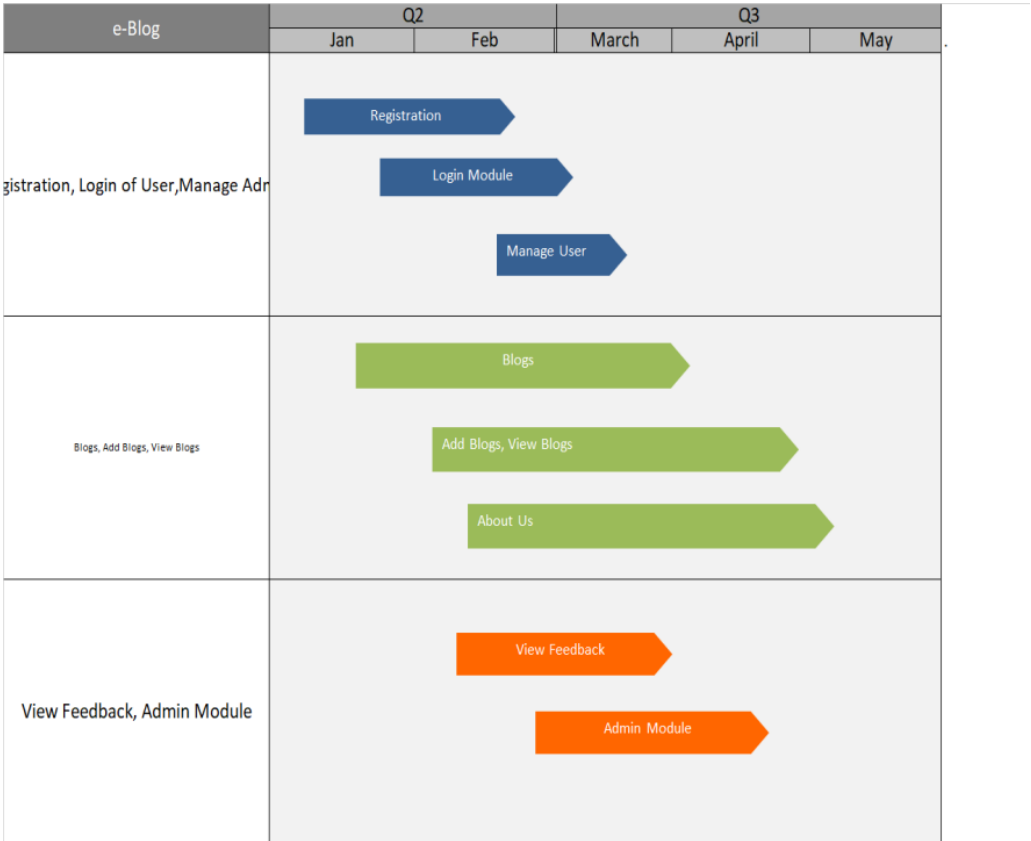 e-Blog
Q2
Q3
Jan
Feb
March
April
May
.
gistration, Login of User,Manage Adm
Registration
Login Module
Manage User
Blogs, Add Blogs, View Blogs
Blogs
Add Blogs, View Blogs
About Us
View Feedback, Admin Module
View Feedback
Admin Module